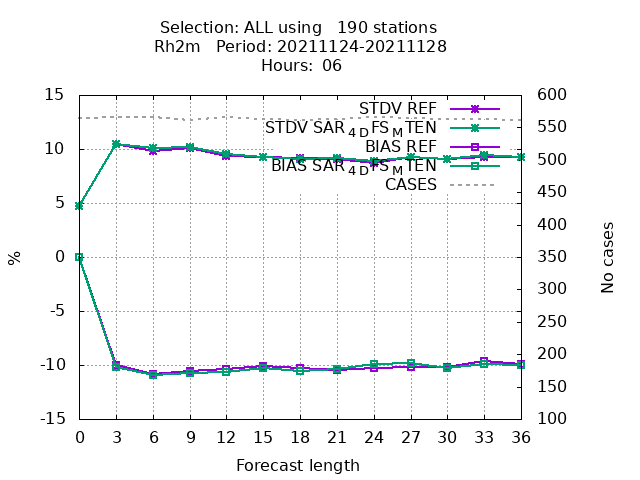 Selection: ALL using   190 stations
Rh2m   Period: 20211124-20211128
Hours:  06
STDV REF
STDV SAR4DFSMTEN
BIAS REF
BIAS SAR4DFSMTEN
CASES
15
10
5
0
-5
-10
-15
%
600
550
500
450
400
350
300
250
200
150
100
No cases
0 3 6 9 12 15 18 21 24 27 30 33 36
Forecast length